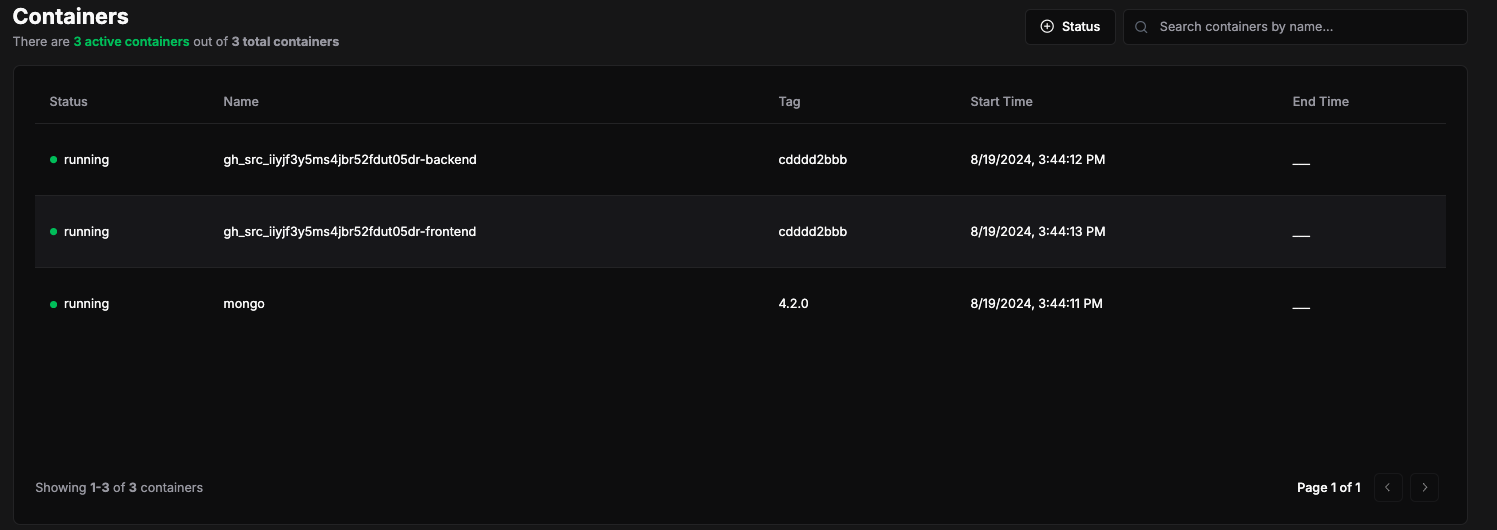 Containers
There are 3 active containers out of 3 total containers
Status
Search containers by name...
Status Name Tag Start Time End Time
running gh_src_iiyjf3y5ms4jbr52fdut05dr-backend cdddd2bbb 8/19/2024, 3:44:12 PM __
running gh_src_iiyjf3y5ms4jbr52fdut05dr-frontend cdddd2bbb 8/19/2024, 3:44:13 PM __
running mongo 4.2.0 8/19/2024, 3:44:11 PM __
Showing 1-3 of 3 containers
Page 1 of 1